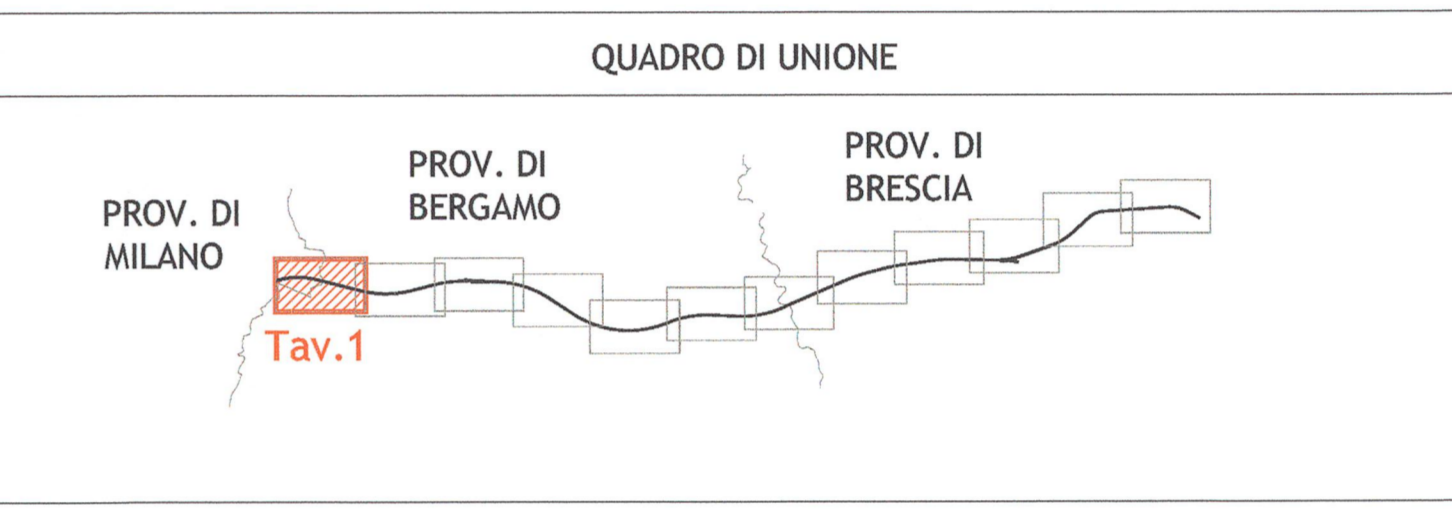 QUADRO DI UNIONE
PROV. DI
MILANO
PROV. DI
BERGAMO
PROV. DI
BRESCIA
Tav.1